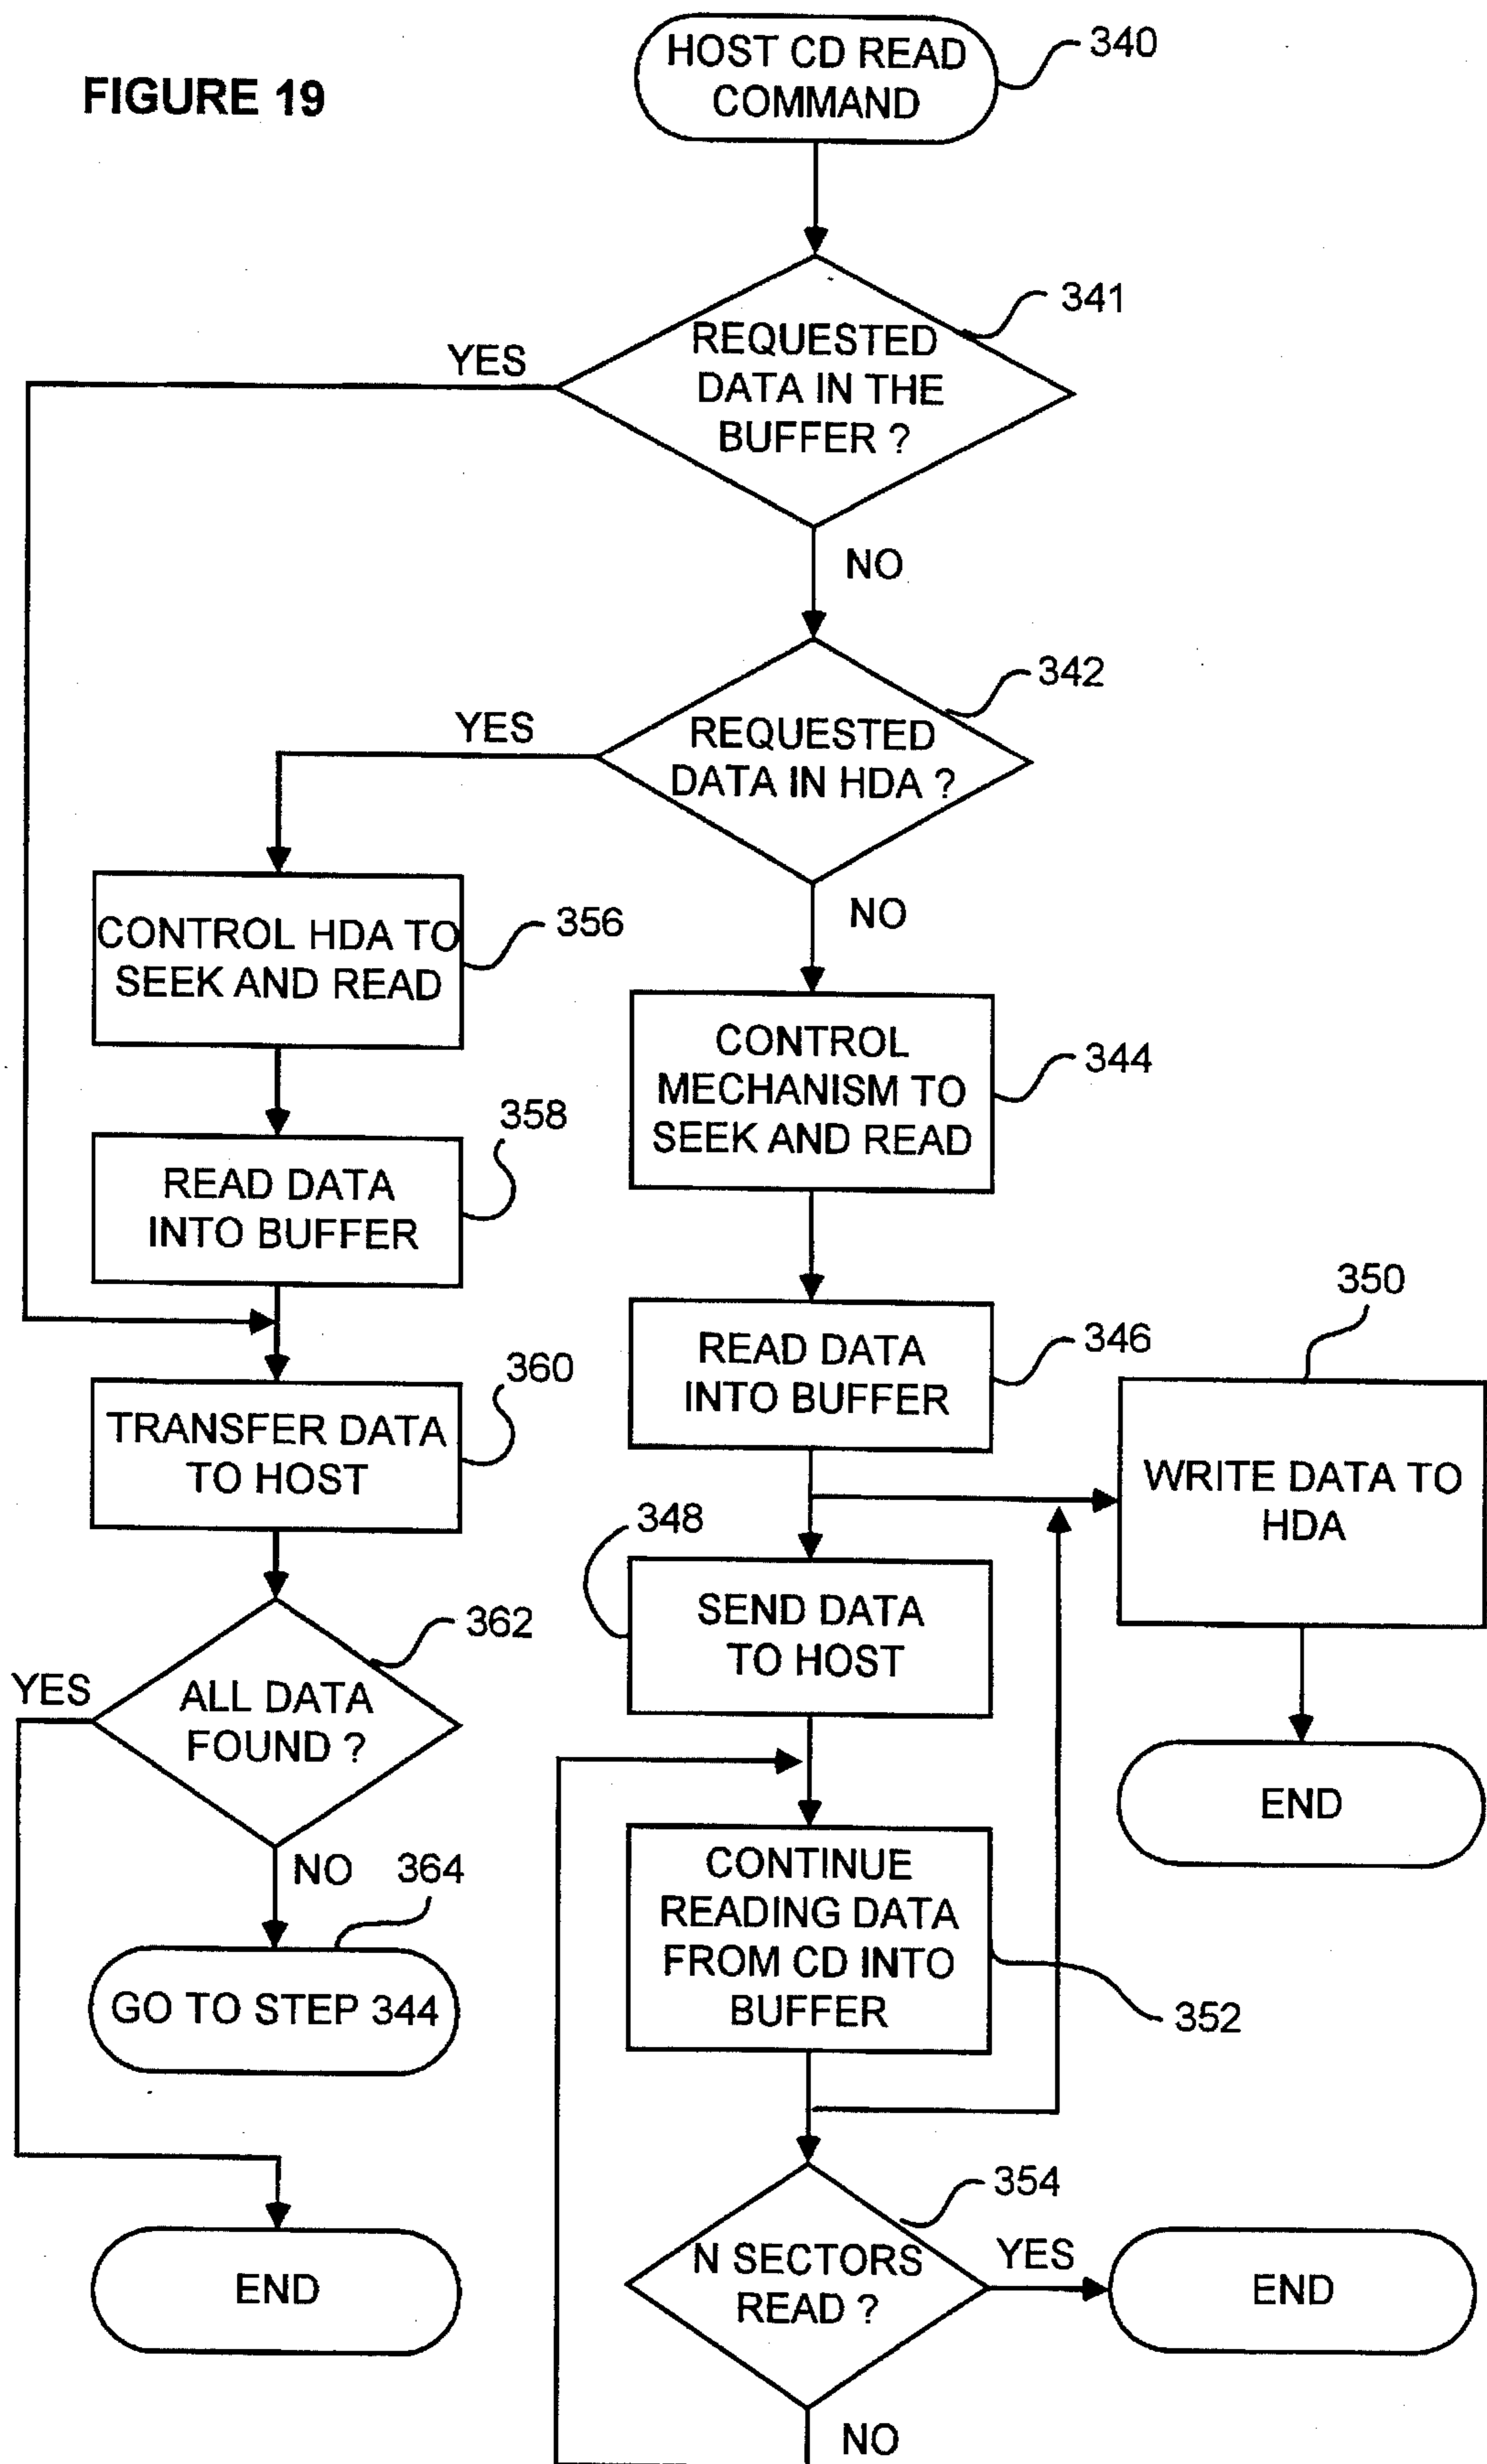 FIGURE 19
HOST CD READ
COMMAND
340
341
REQUESTED
DATA IN THE
BUFFER ?
YES
NO
342
REQUESTED
DATA IN HDA ?
YES
NO
CONTROL HDA TO
SEEK AND READ
356
CONTROL
MECHANISM TO
SEEK AND READ
344
358
READ DATA
INTO BUFFER
350
READ DATA
INTO BUFFER
346
360
TRANSFER DATA
TO HOST
WRITE DATA TO
HDA
348
SEND DATA
TO HOST
362
YES
ALL DATA
FOUND ?
END
NO
364
GO TO STEP 344
CONTINUE
READING DATA
FROM CD INTO
BUFFER
352
354
N SECTORS
READ ?
YES
END
END
NO